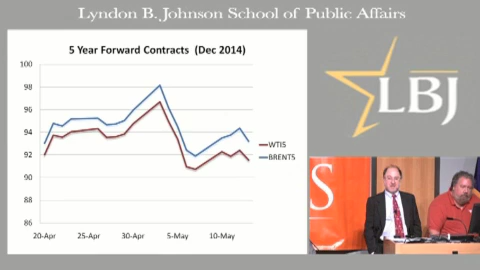 Lyndon B. Johnson School of Public Affairs
5 Year Forward Contracts (Dec 2014)
100
98
96
94
92
90
88
86
20-Apr
25-Apr
30-Apr
5-May
10-May
WTI5
BRENT5
LBJ
S